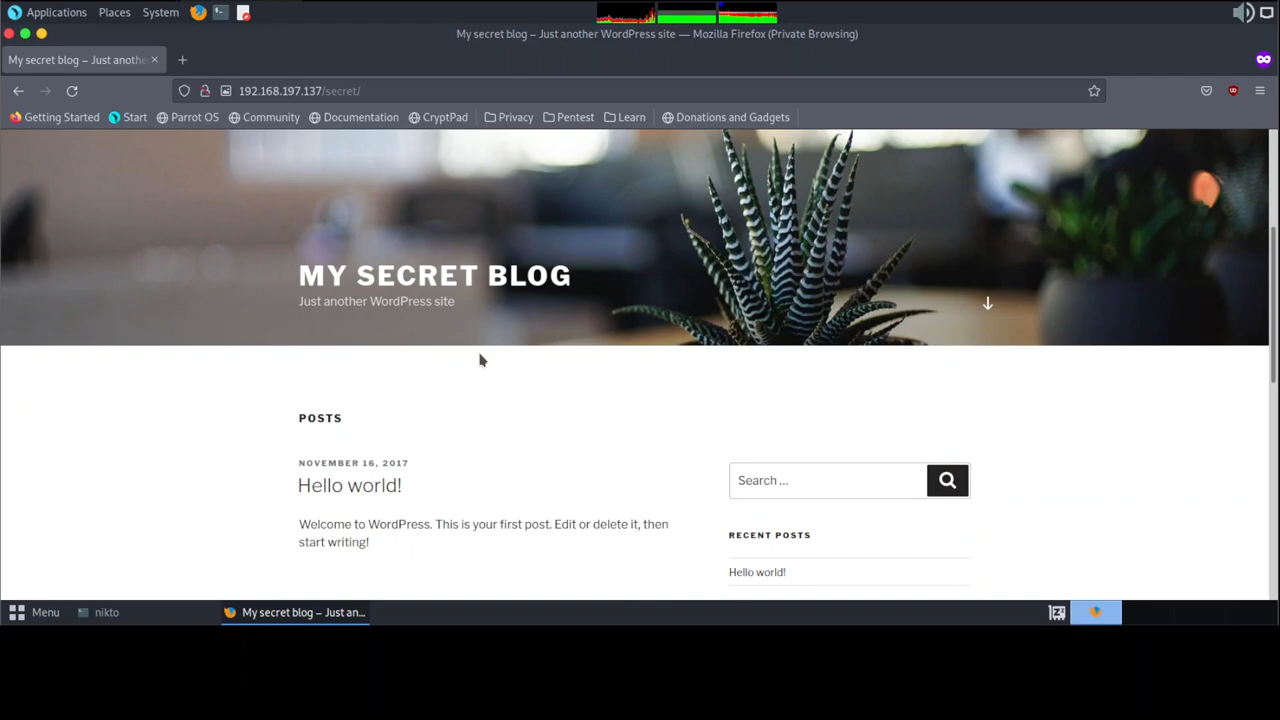 Applications Places System
My secret blog – Just another WordPress site — Mozilla Firefox (Private Browsing)
My secret blog – Just anothe
192.168.197.137/secret/
Getting Started Start Parrot OS Community Documentation CryptPad Privacy Pentest Learn Donations and Gadgets
MY SECRET BLOG
Just another WordPress site
POSTS
NOVEMBER 16, 2017
Hello world!
Welcome to WordPress. This is your first post. Edit or delete it, then
start writing!
Search …
RECENT POSTS
Hello world!
Menu nikto My secret blog – Just an...